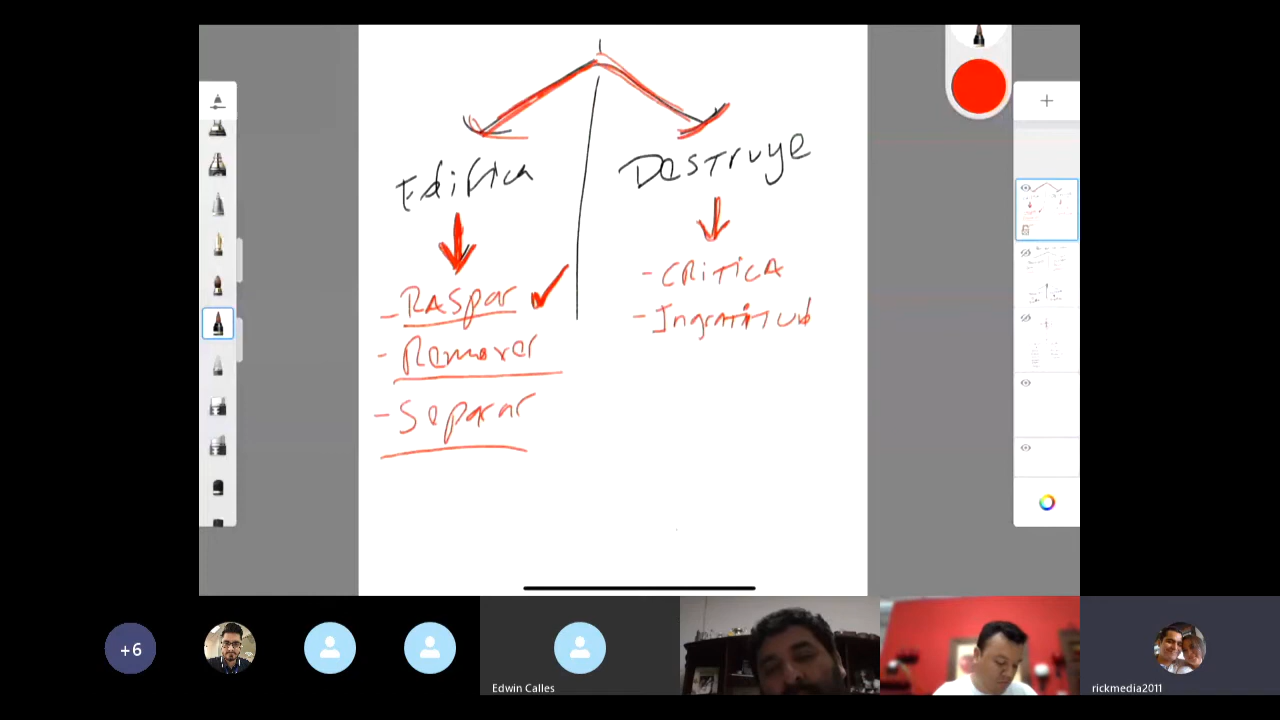 Edifica
Destruye
- Raspar ✓
- Remover
- Separar
- Critica
- Ingratitud
+6
Edwin Calles
rickmedia2011